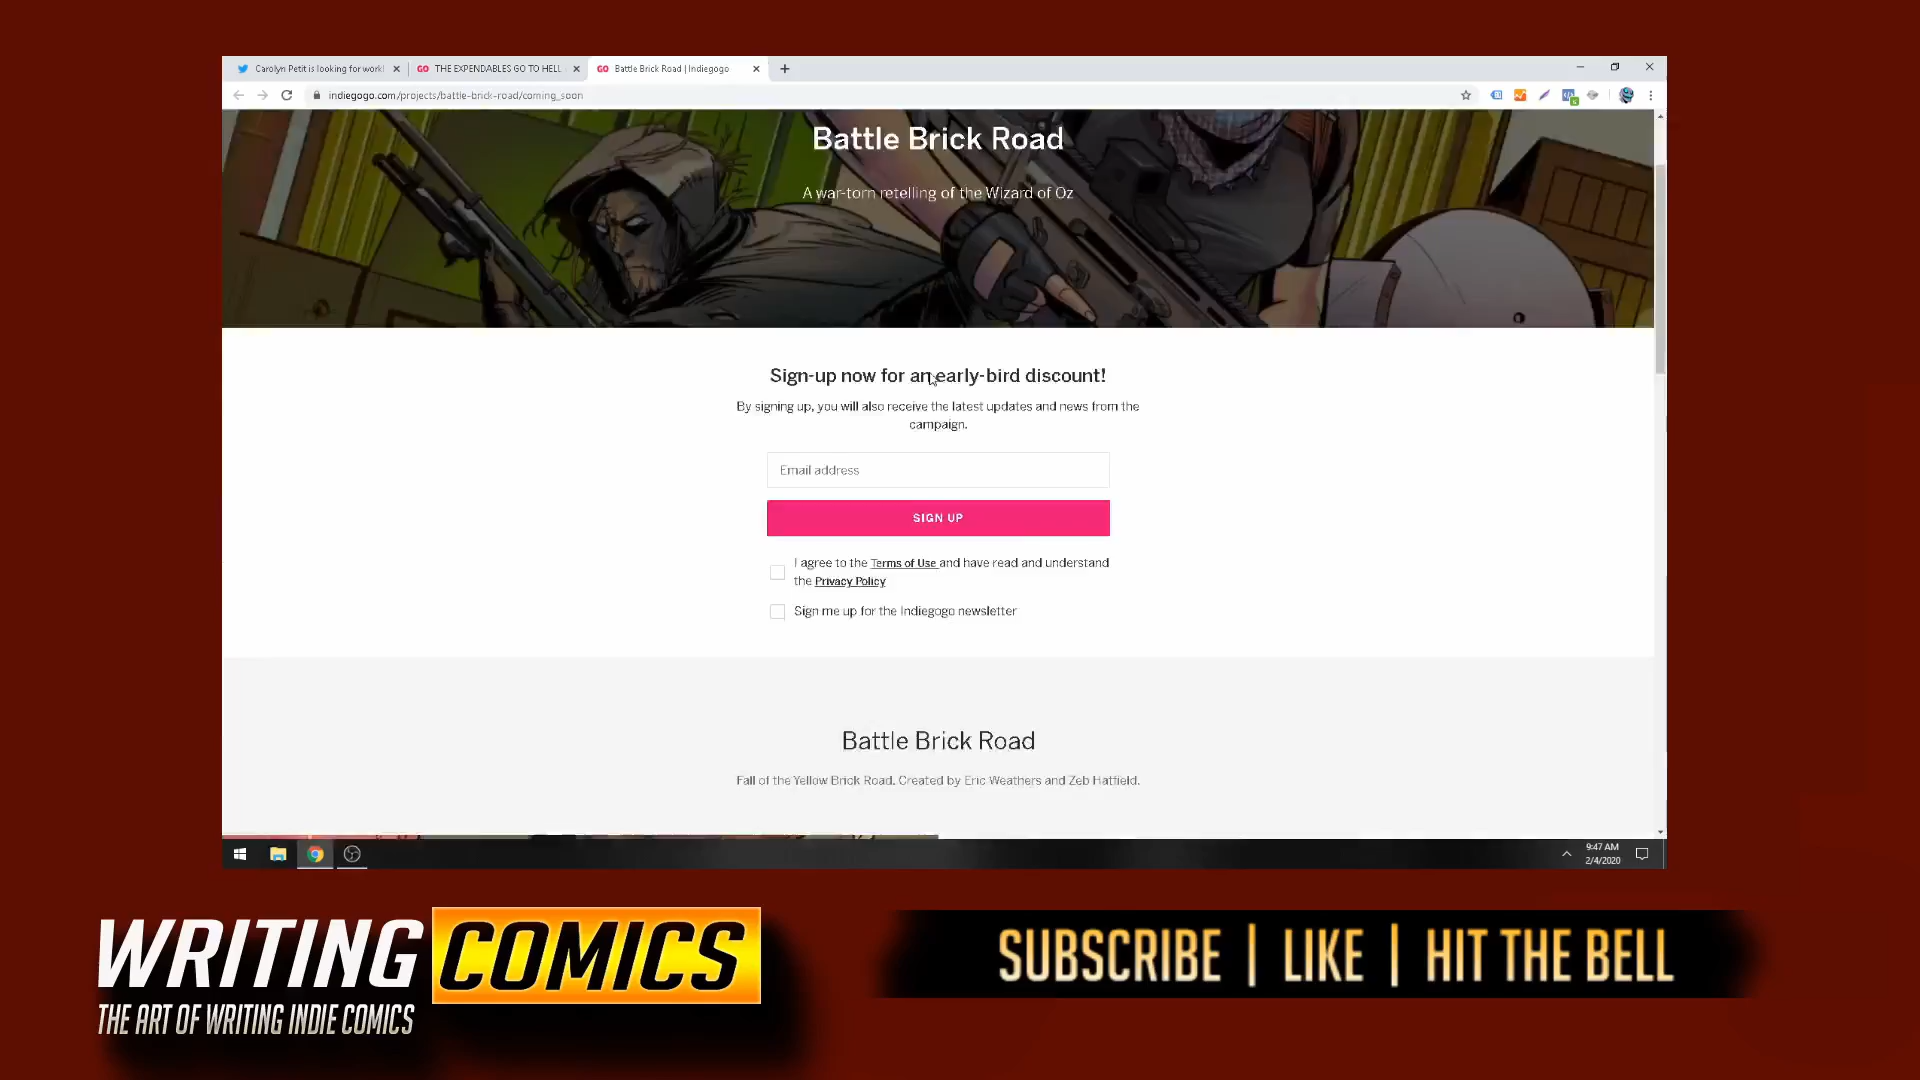 Carolyn Petit is looking for work!
GO THE EXPENDABLES GO TO HELL
GO Battle Brick Road | Indiegogo
indiegogo.com/projects/battle-brick-road/coming_soon
Battle Brick Road
A war-torn retelling of the Wizard of Oz
Sign-up now for an early-bird discount!
By signing up, you will also receive the latest updates and news from the
campaign.
Email address
SIGN UP
I agree to the Terms of Use and have read and understand
the Privacy Policy
Sign me up for the Indiegogo newsletter
Battle Brick Road
Fall of the Yellow Brick Road. Created by Eric Weathers and Zeb Hatfield.
9:47 AM
2/4/2020
WRITING COMICS
THE ART OF WRITING INDIE COMICS
SUBSCRIBE | LIKE | HIT THE BELL